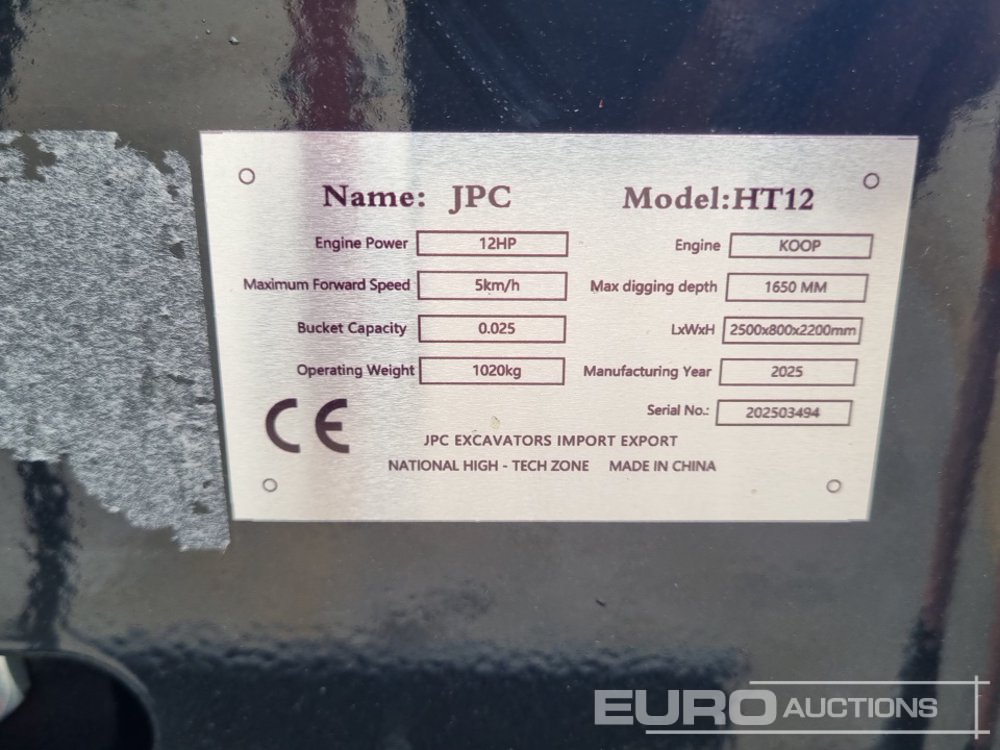 Name: JPC Model:HT12
Engine Power 12HP Engine KOOP
Maximum Forward Speed 5km/h Max digging depth 1650 MM
Bucket Capacity 0.025 LxWxH 2500x800x2200mm
Operating Weight 1020kg Manufacturing Year 2025
Serial No.: 202503494
CE
JPC EXCAVATORS IMPORT EXPORT
NATIONAL HIGH - TECH ZONE MADE IN CHINA
EURO AUCTIONS